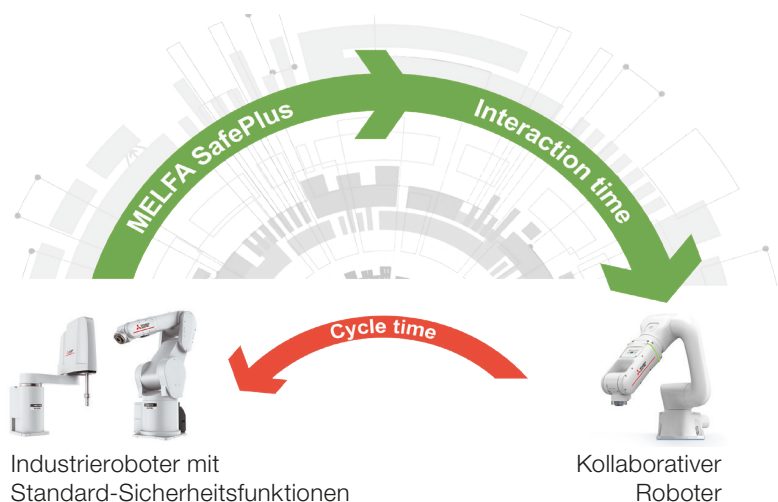 MELFA SafePlus
Interaction time
Cycle time
Industrieroboter mit
Standard-Sicherheitsfunktionen
Kollaborativer
Roboter